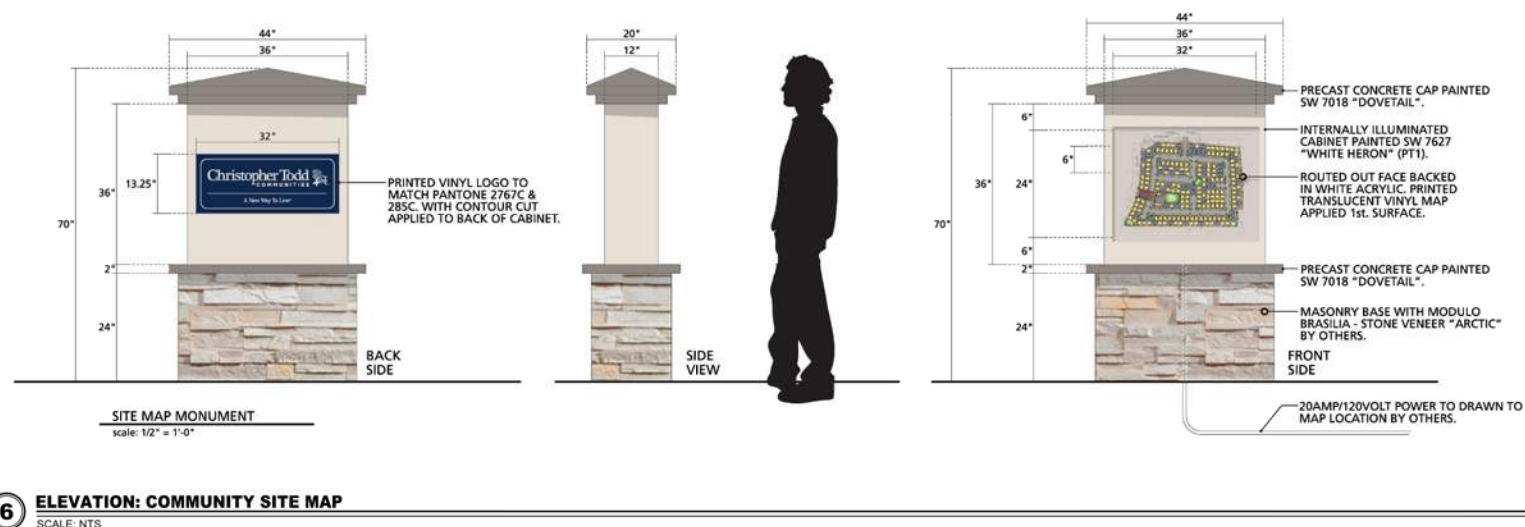 44"
36"
32"
13.25"
36"
70"
2"
24"
Christopher Todd
COMMUNITIES
A New Way To Live
PRINTED VINYL LOGO TO
MATCH PANTONE 2767C &
285C. WITH CONTOUR CUT
APPLIED TO BACK OF CABINET.
BACK
SIDE
SITE MAP MONUMENT
scale: 1/2" = 1'-0"
20"
12"
SIDE
VIEW
44"
36"
32"
6"
6"
36"
24"
70"
6"
2"
24"
PRECAST CONCRETE CAP PAINTED
SW 7018 "DOVETAIL".
INTERNALLY ILLUMINATED
CABINET PAINTED SW 7627
"WHITE HERON" (PT1).
ROUTED OUT FACE BACKED
IN WHITE ACRYLIC. PRINTED
TRANSLUCENT VINYL MAP
APPLIED 1st. SURFACE.
PRECAST CONCRETE CAP PAINTED
SW 7018 "DOVETAIL".
MASONRY BASE WITH MODULO
BRASILIA - STONE VENEER "ARCTIC"
BY OTHERS.
FRONT
SIDE
20AMP/120VOLT POWER TO DRAWN TO
MAP LOCATION BY OTHERS.
6
ELEVATION: COMMUNITY SITE MAP
SCALE: NTS